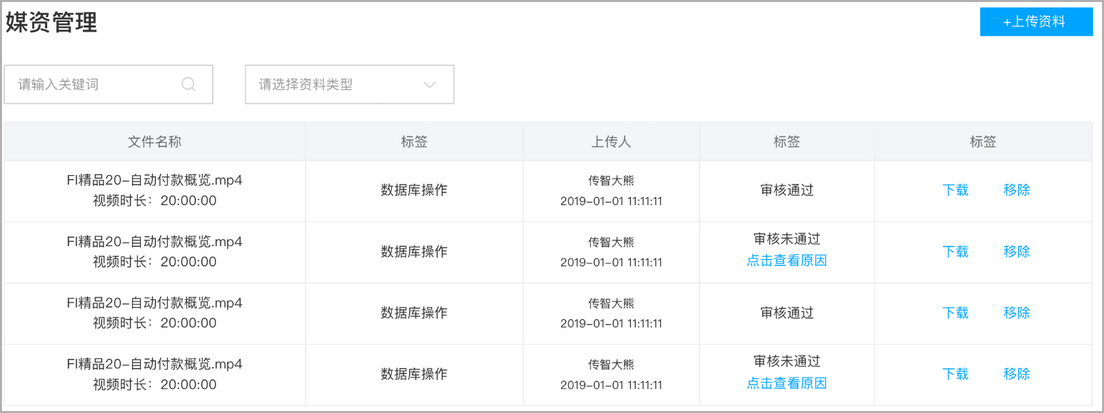 媒资管理
+上传资料
请输入关键词
请选择资料类型
文件名称 标签 上传人 标签 标签
FI精品20-自动付款概览.mp4
视频时长：20:00:00
数据库操作
传智大熊
2019-01-01 11:11:11
审核通过
下载 移除
FI精品20-自动付款概览.mp4
视频时长：20:00:00
数据库操作
传智大熊
2019-01-01 11:11:11
审核未通过
点击查看原因
下载 移除
FI精品20-自动付款概览.mp4
视频时长：20:00:00
数据库操作
传智大熊
2019-01-01 11:11:11
审核通过
下载 移除
FI精品20-自动付款概览.mp4
视频时长：20:00:00
数据库操作
传智大熊
2019-01-01 11:11:11
审核未通过
点击查看原因
下载 移除